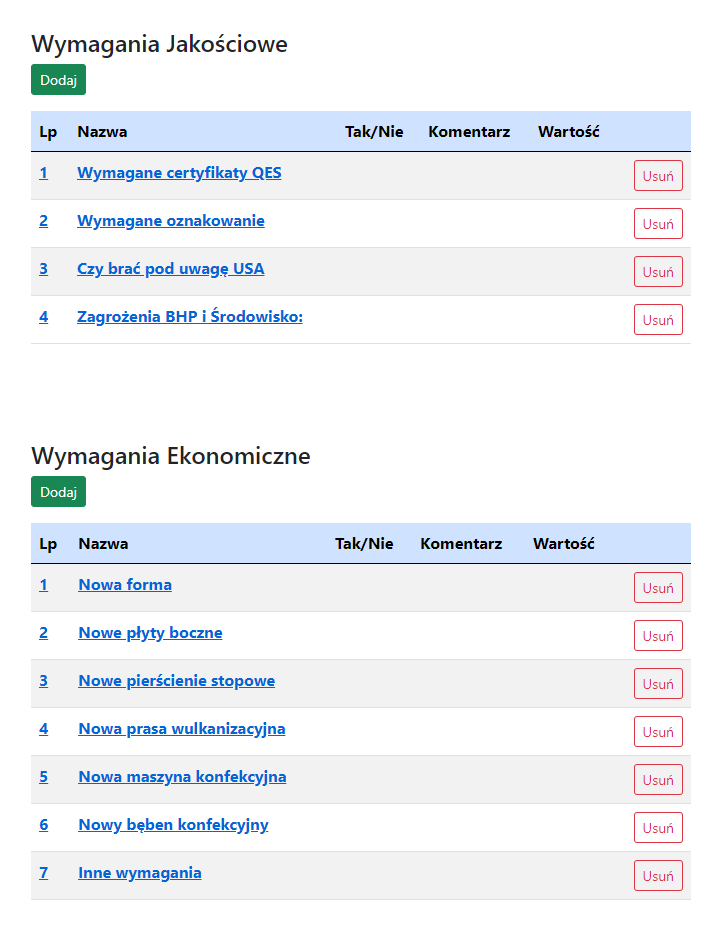 Wymagania Jakościowe
Dodaj
Lp Nazwa Tak/Nie Komentarz Wartość
1 Wymagane certyfikaty QES Usuń
2 Wymagane oznakowanie Usuń
3 Czy brać pod uwagę USA Usuń
4 Zagrożenia BHP i Środowisko: Usuń
Wymagania Ekonomiczne
Dodaj
Lp Nazwa Tak/Nie Komentarz Wartość
1 Nowa forma Usuń
2 Nowe płyty boczne Usuń
3 Nowe pierścienie stopowe Usuń
4 Nowa prasa wulkanizacyjna Usuń
5 Nowa maszyna konfekcyjna Usuń
6 Nowy bęben konfekcyjny Usuń
7 Inne wymagania Usuń